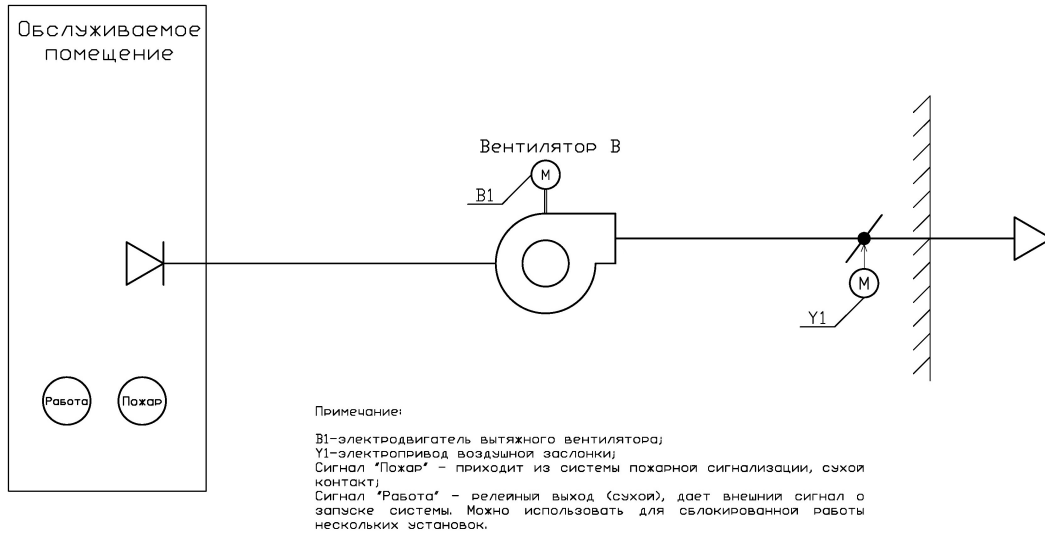 Обслуживаемое
помещение
Вентилятор В
М
В1
М
Y1
Работа
Пожар
Примечание:
В1-электродвигатель вытяжного вентилятора;
Y1-электропривод воздушной заслонки;
Сигнал "Пожар" - приходит из системы пожарной сигнализации, сухой
контакт;
Сигнал "Работа" - релейный выход (сухой), дает внешний сигнал о
запуске системы. Можно использовать для сблокированной работы
нескольких установок.